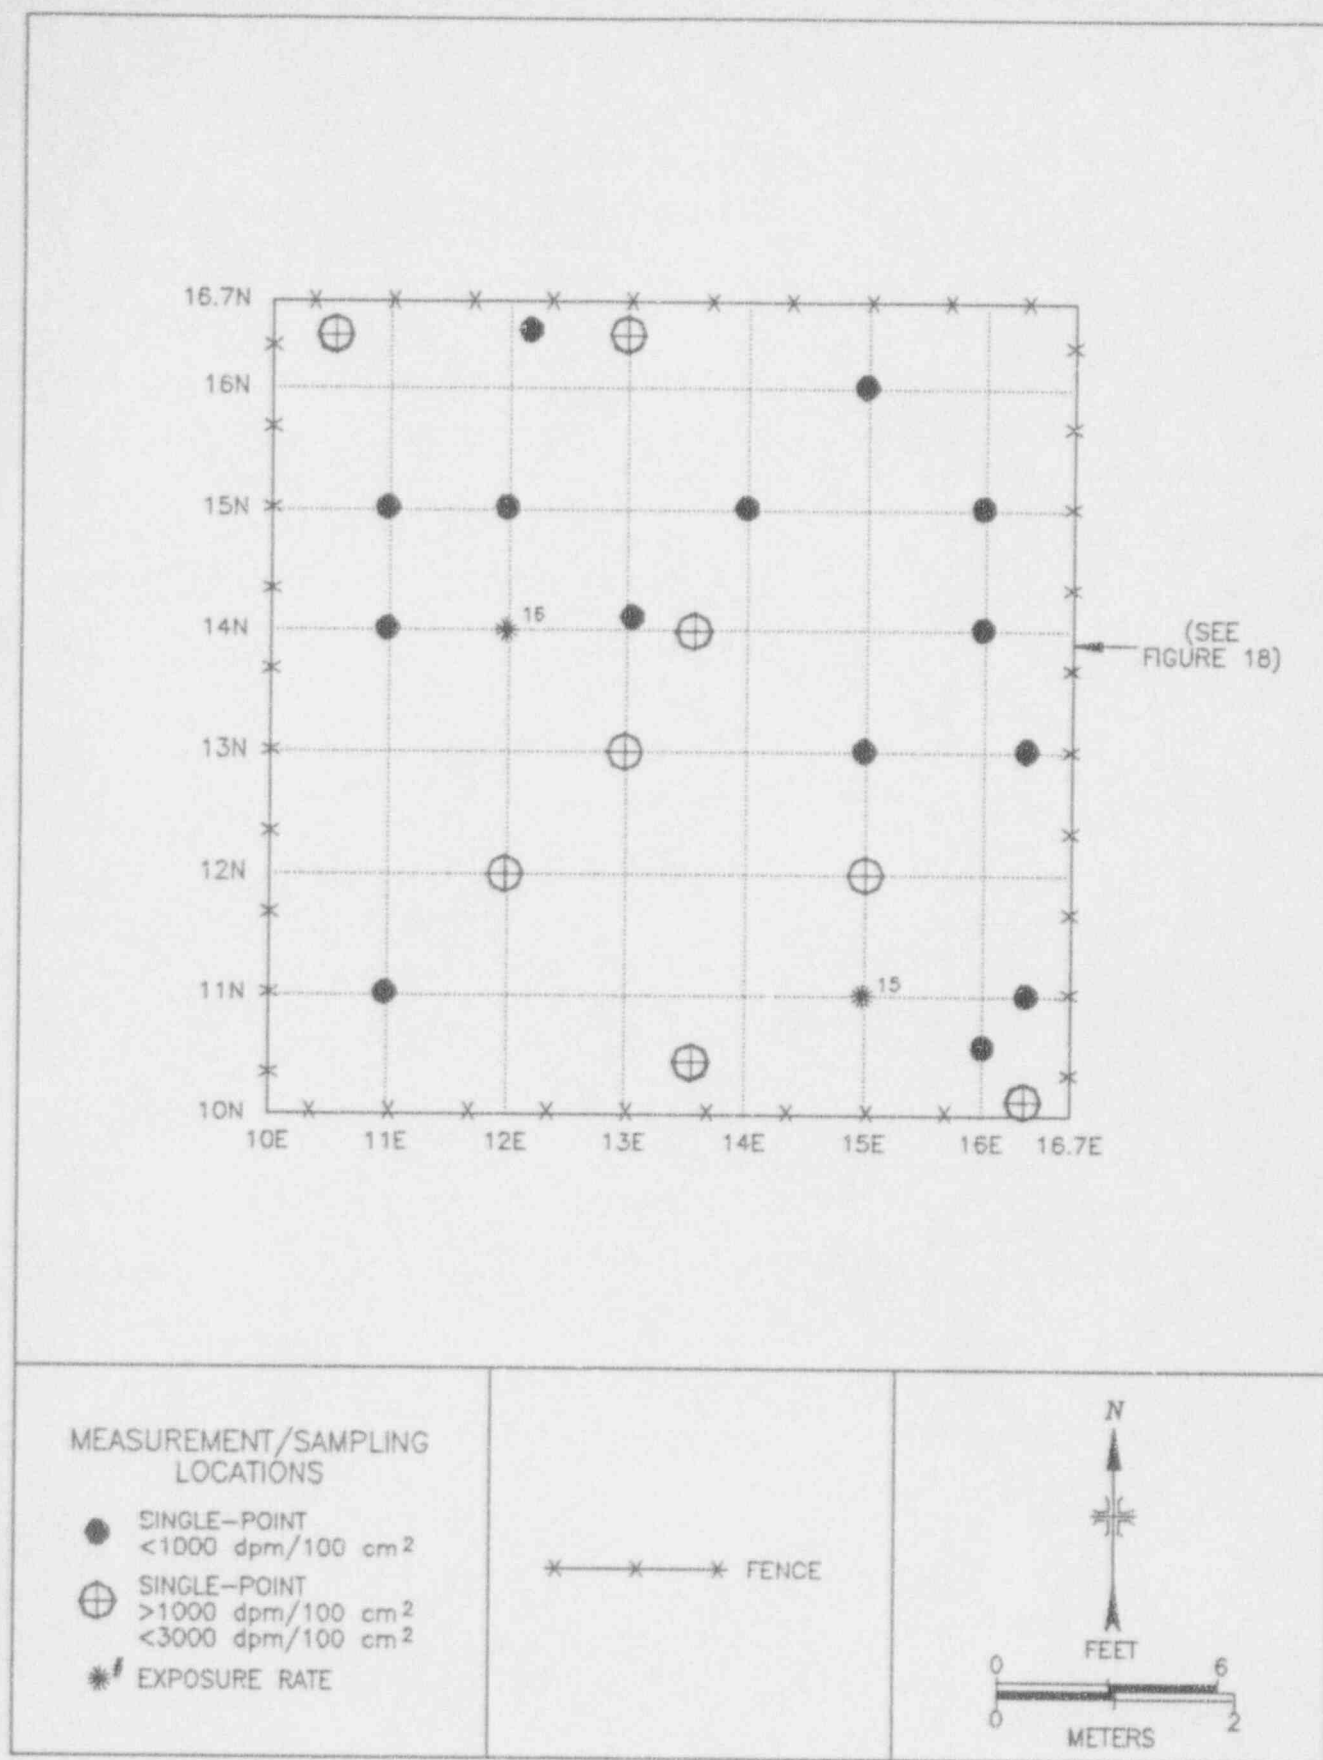 16.7N
16N
15N
16
14N
(SEE
FIGURE 18)
13N
12N
15
11N
10N
10E 11E 12E 13E 14E 15E 16E 16.7E
MEASUREMENT/SAMPLING
LOCATIONS
SINGLE-POINT
<1000 dpm/100 cm²
SINGLE-POINT
>1000 dpm/100 cm²
<3000 dpm/100 cm²
# EXPOSURE RATE
FENCE
N
FEET
0 6
0 2
METERS